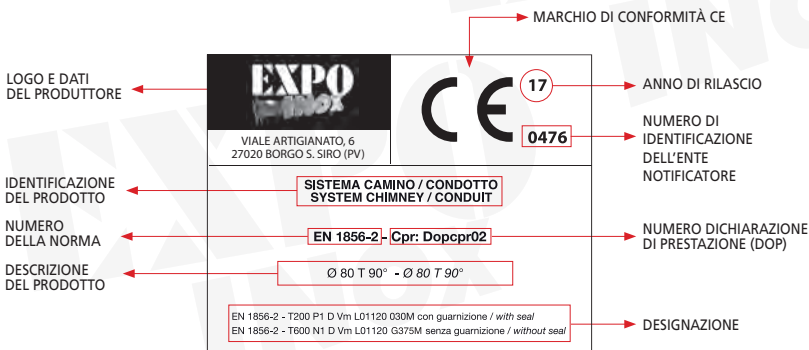 MARCHIO DI CONFORMITÀ CE
LOGO E DATI
DEL PRODUTTORE
EXPO
INOX
VIALE ARTIGIANATO, 6
27020 BORGO S. SIRO (PV)
CE
17
ANNO DI RILASCIO
0476
NUMERO DI
IDENTIFICAZIONE
DELL'ENTE
NOTIFICATORE
IDENTIFICAZIONE
DEL PRODOTTO
SISTEMA CAMINO / CONDOTTO
SYSTEM CHIMNEY / CONDUIT
NUMERO
DELLA NORMA
EN 1856-2 - Cpr: Dopcpr02
NUMERO DICHIARAZIONE
DI PRESTAZIONE (DOP)
DESCRIZIONE
DEL PRODOTTO
Ø 80 T 90° - Ø 80 T 90°
EN 1856-2 - T200 P1 D Vm L01120 030M con guarnizione / with seal
EN 1856-2 - T600 N1 D Vm L01120 G375M senza guarnizione / without seal
DESIGNAZIONE
EXPO
INOX